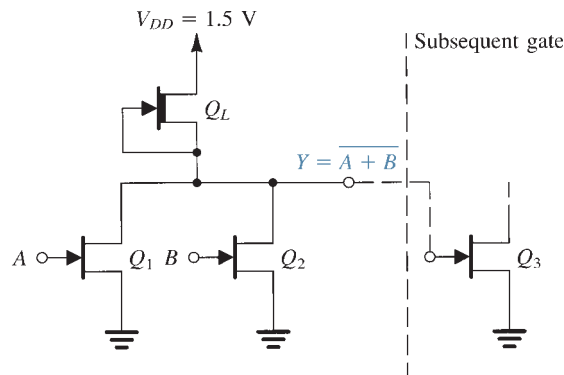 V_DD = 1.5 V
Subsequent gate
Q_L
Y = \overline{A + B}
A
Q_1
B
Q_2
Q_3